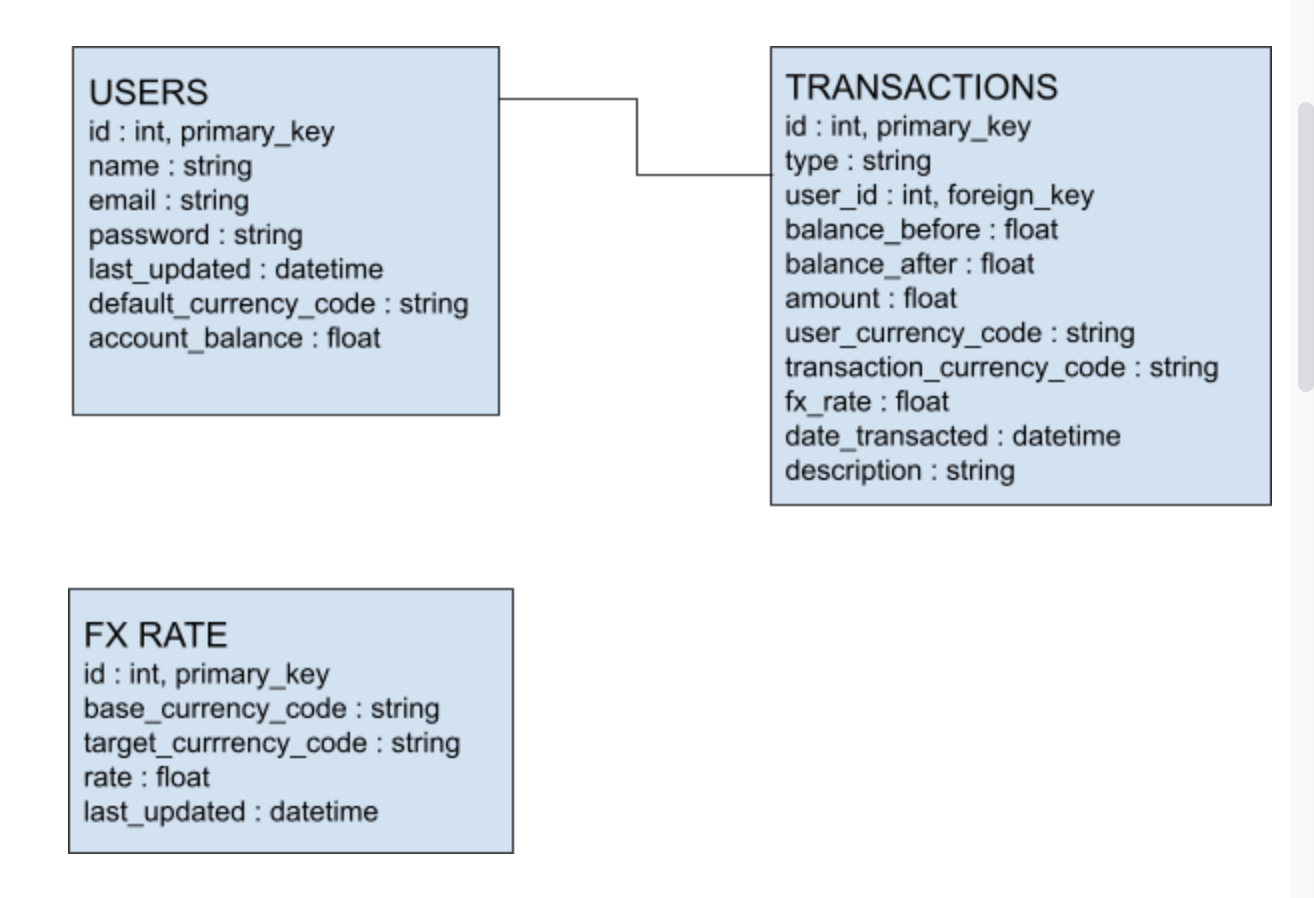 USERS
id : int, primary_key
name : string
email : string
password : string
last_updated : datetime
default_currency_code : string
account_balance : float
TRANSACTIONS
id : int, primary_key
type : string
user_id : int, foreign_key
balance_before : float
balance_after : float
amount : float
user_currency_code : string
transaction_currency_code : string
fx_rate : float
date_transacted : datetime
description : string
FX RATE
id : int, primary_key
base_currency_code : string
target_currrency_code : string
rate : float
last_updated : datetime